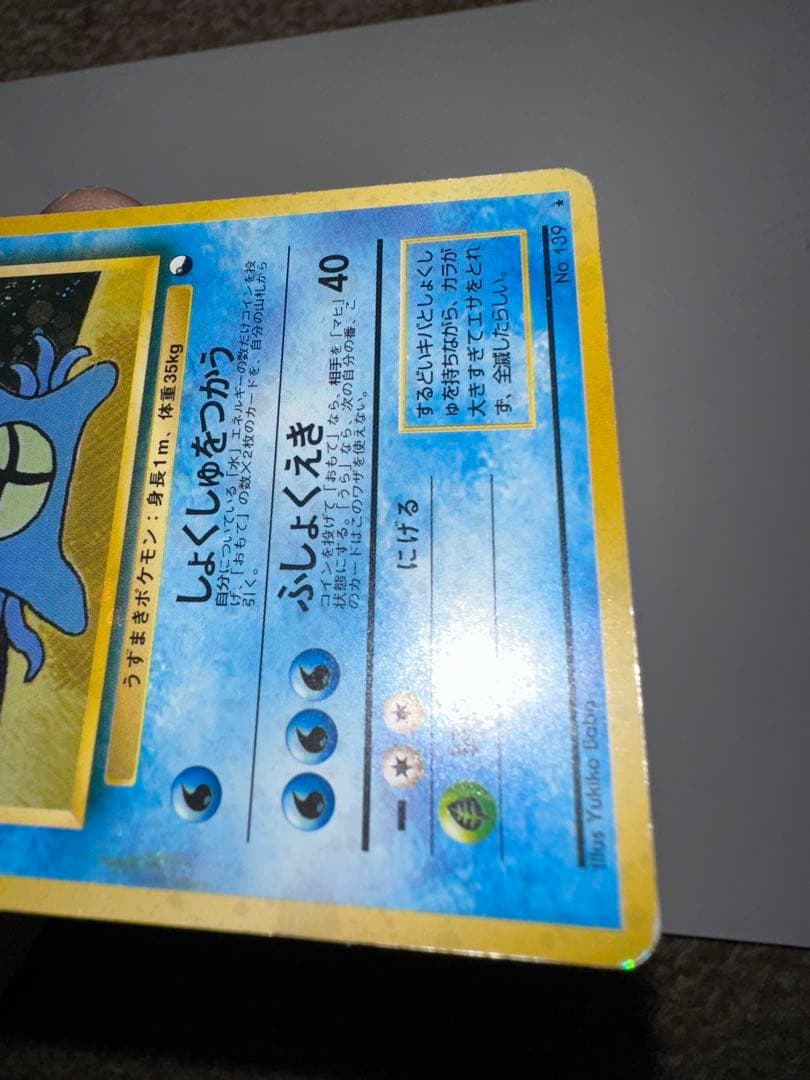 うずまきポケモン：身長1m、体重35kg
しょくしゅをつかう
自分についている「水」エネルギーの数だけコインを投
げ、「おもて」の数×2枚のカードを、自分の山札から
引く。
ふしょくえき 40
コインを投げて「おもて」なら、相手を「マヒ」
状態にする。「うら」なら、次の自分の番、こ
のカードはこのワザを使えない。
にげる
するどいキバとしょくし
ゅを持ちながら、カラが
大きすぎてエサをとれ
ず、全滅したらしい。
Illus Yukiko Baba
No. 139 ★